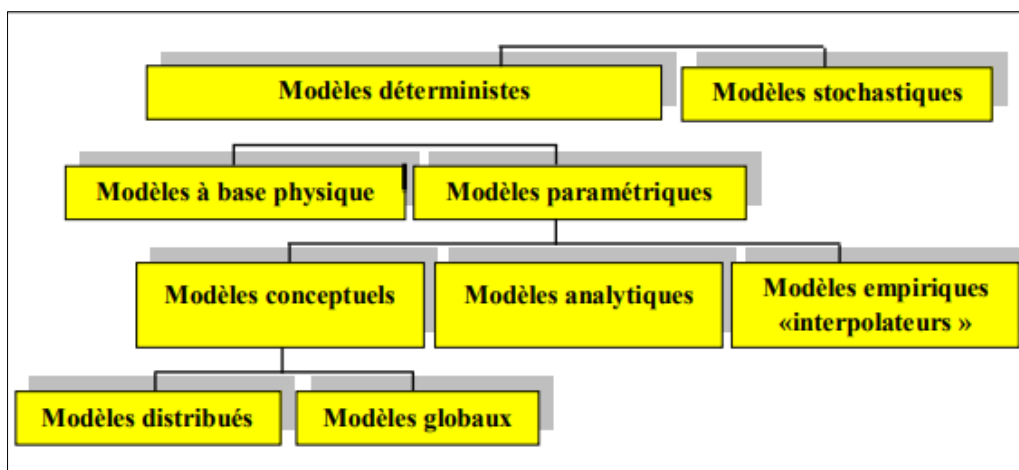 Modèles déterministes
Modèles stochastiques
Modèles à base physique
Modèles paramétriques
Modèles conceptuels
Modèles analytiques
Modèles empiriques
«interpolateurs »
Modèles distribués
Modèles globaux